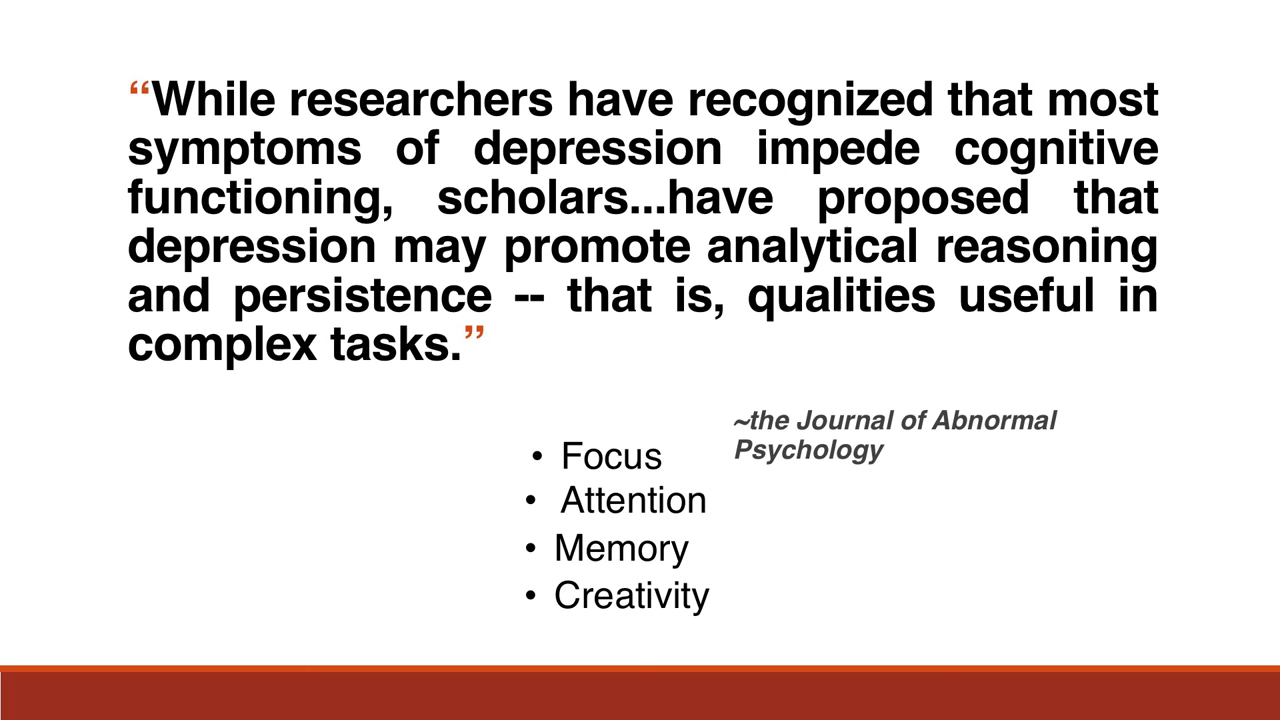 “While researchers have recognized that most
symptoms of depression impede cognitive
functioning, scholars...have proposed that
depression may promote analytical reasoning
and persistence -- that is, qualities useful in
complex tasks.”
~the Journal of Abnormal
Psychology
• Focus
• Attention
• Memory
• Creativity